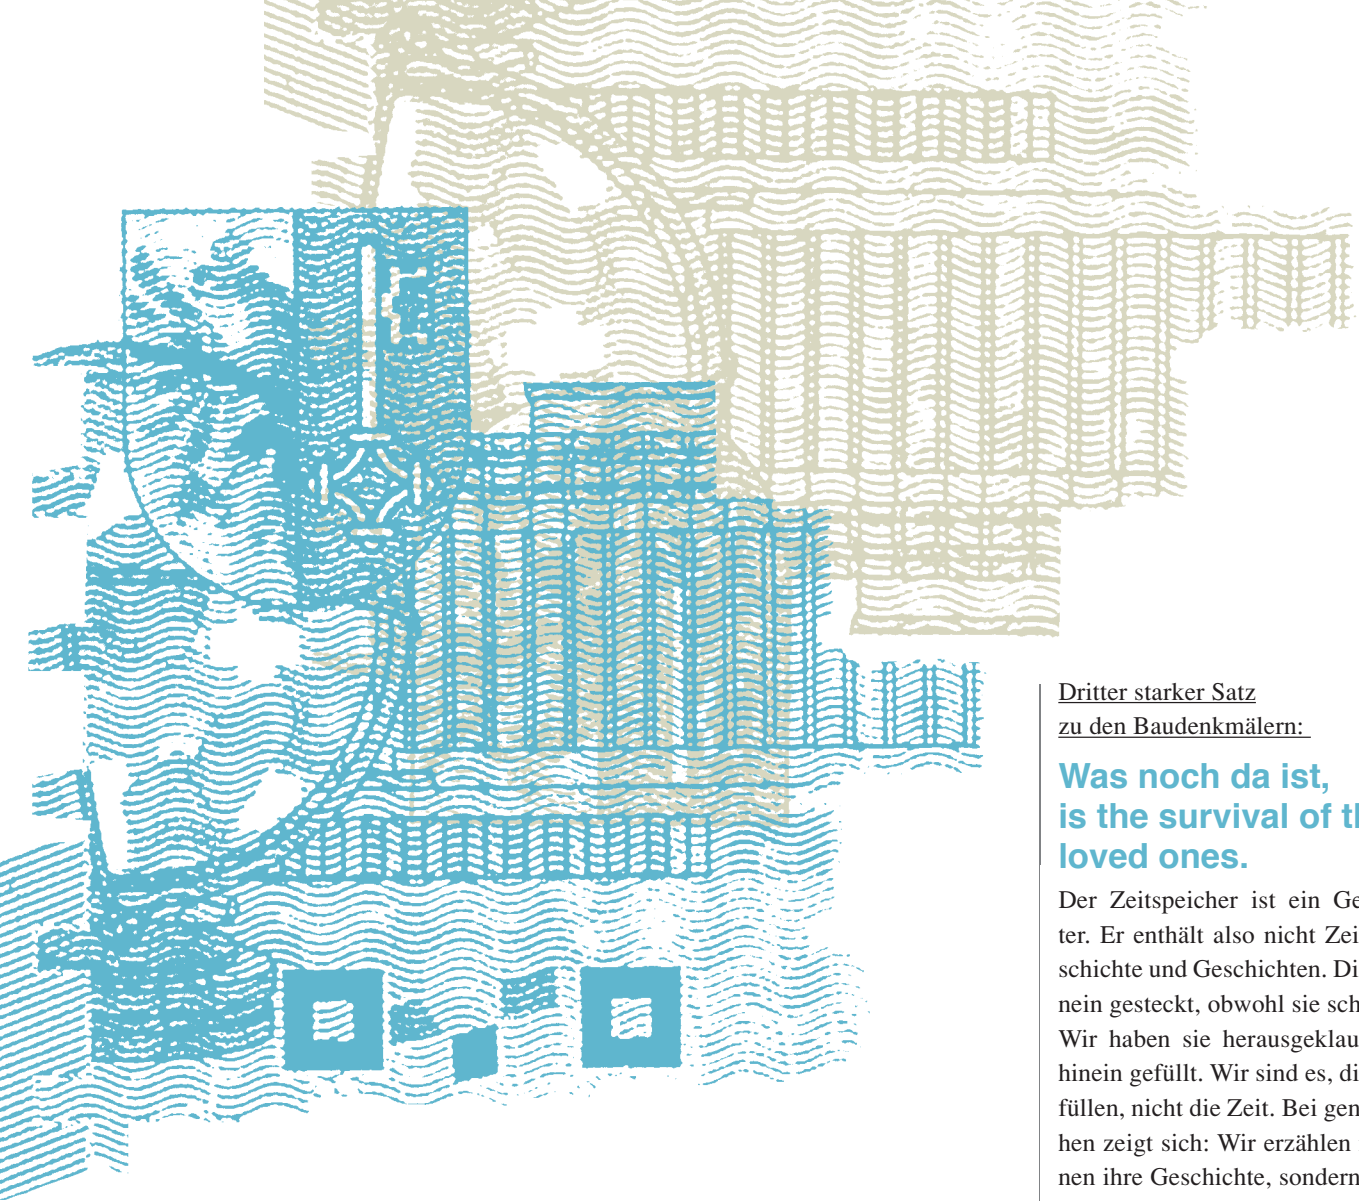 Dritter starker Satz
zu den Baudenkmälern:
Was noch da ist,
is the survival of
loved ones.
Der Zeitspeicher ist ein
ter. Er enthält also nicht
schichte und Geschichten.
nein gesteckt, obwohl sie
Wir haben sie
hinein gefüllt. Wir sind es,
füllen, nicht die Zeit. Bei
hen zeigt sich: Wir erzählen
nen ihre Geschichte, sondern